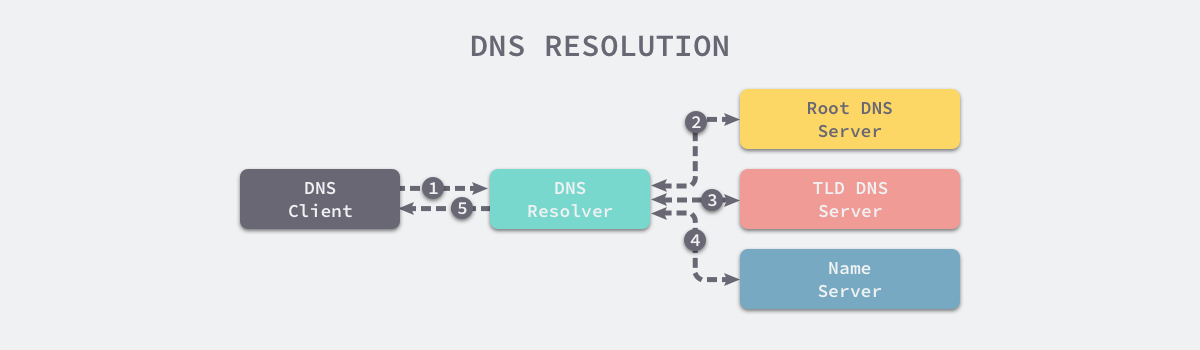 DNS RESOLUTION
Root DNS
Server
2
DNS
Client
1
5
DNS
Resolver
3
TLD DNS
Server
4
Name
Server